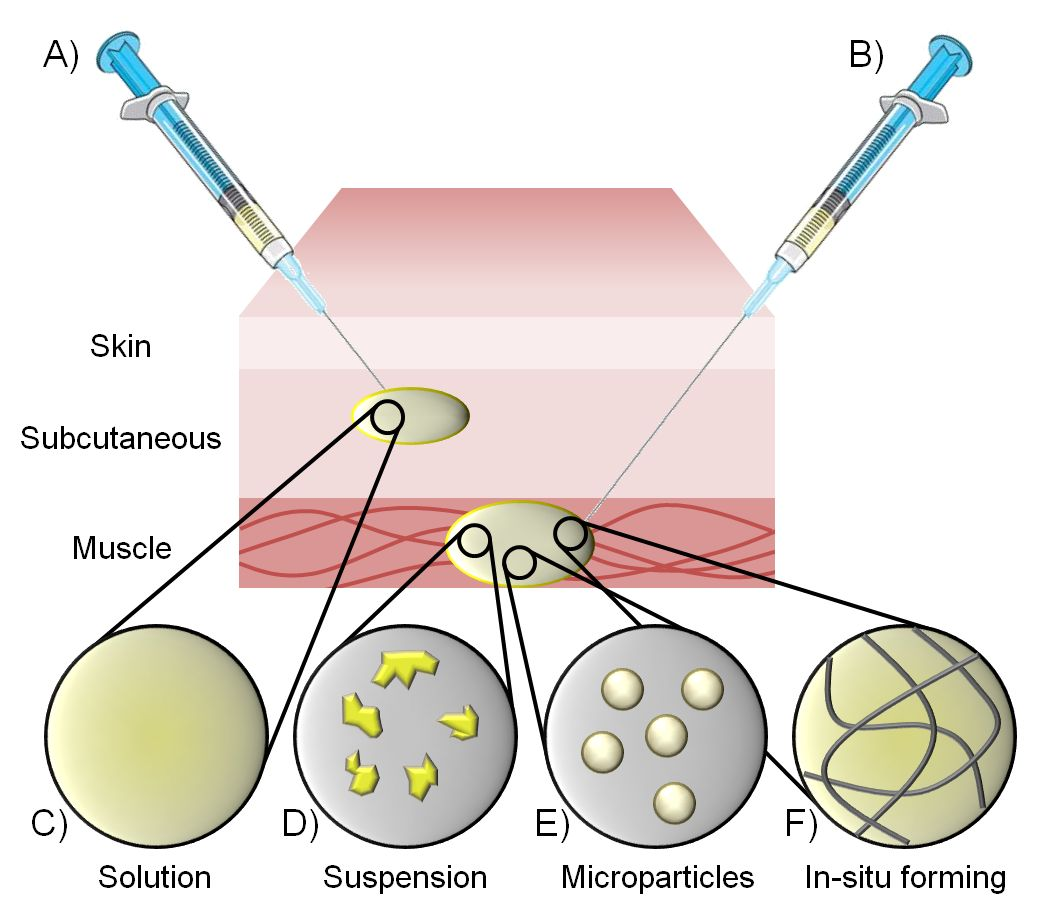 A)
B)
Skin
Subcutaneous
Muscle
C)
D)
E)
F)
Solution
Suspension
Microparticles
In-situ forming